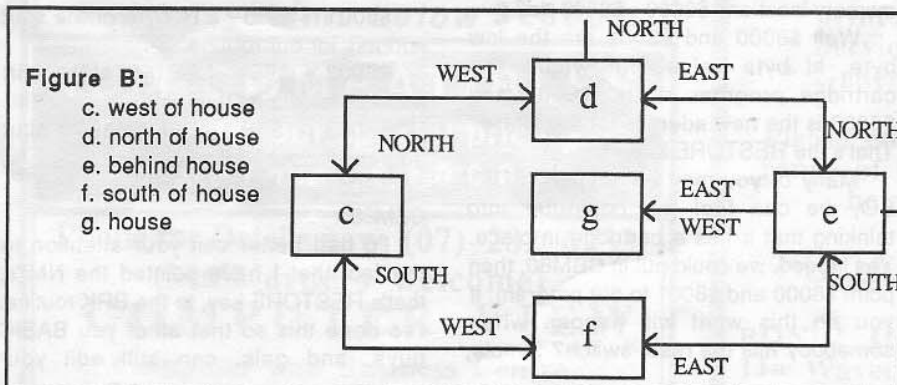 Figure B:
c. west of house
d. north of house
e. behind house
f. south of house
g. house
NORTH
WEST
EAST
d
NORTH
NORTH
c
g
EAST
WEST
e
SOUTH
SOUTH
WEST
f
EAST